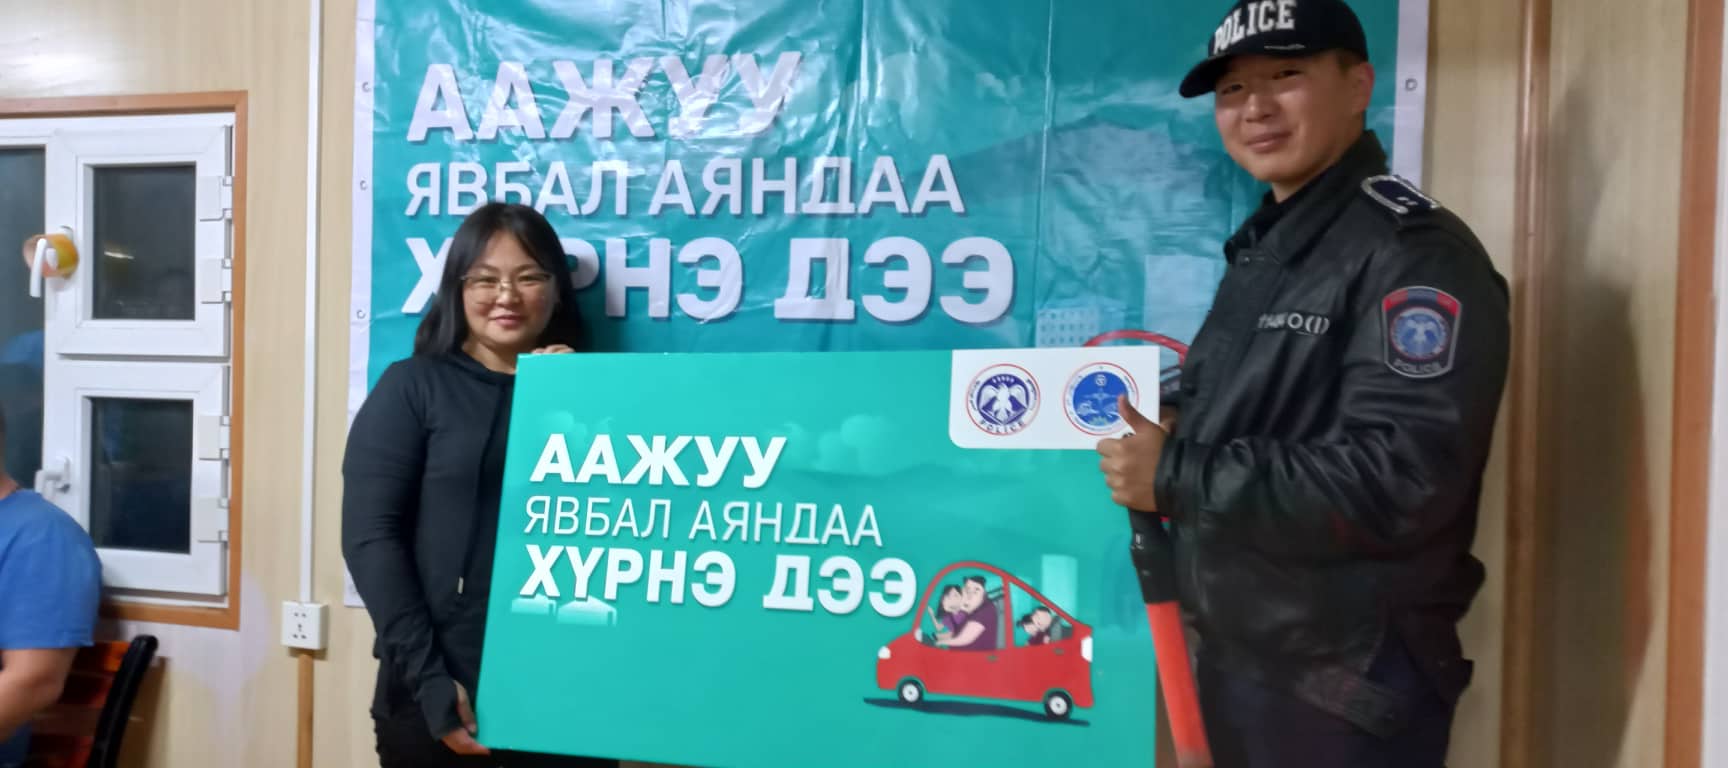 POLICE
ААЖУУ
ЯВБАЛ АЯНДАА
ХҮРНЭ ДЭЭ
POLICE
POLICE
ААЖУУ
ЯВБАЛ АЯНДАА
ХҮРНЭ ДЭЭ